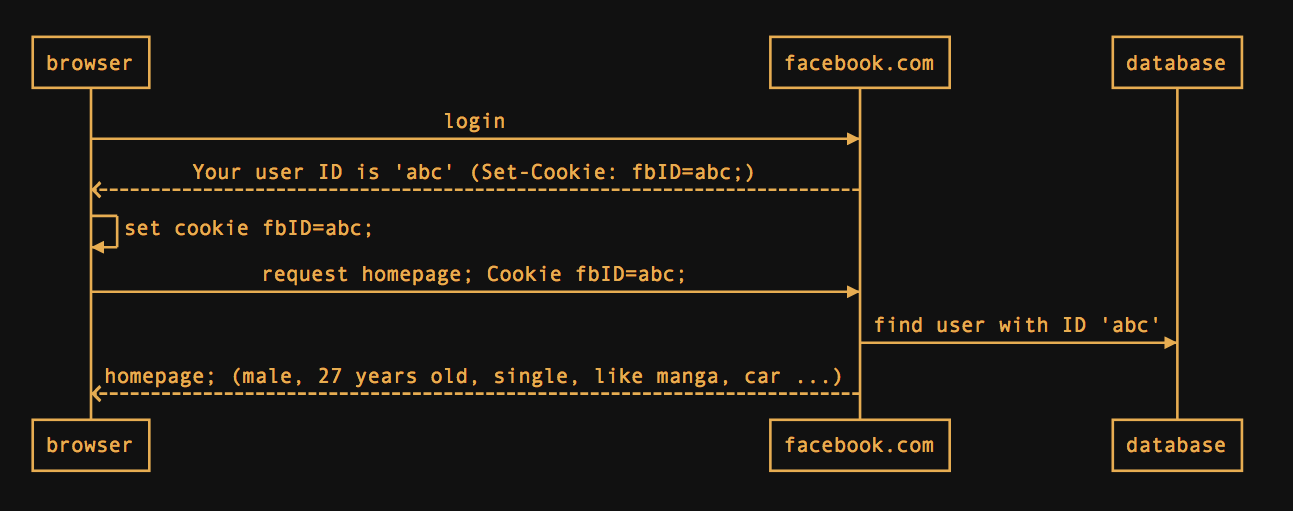 browser
facebook.com
database
login
Your user ID is 'abc' (Set-Cookie: fbID=abc;)
set cookie fbID=abc;
request homepage; Cookie fbID=abc;
find user with ID 'abc'
homepage; (male, 27 years old, single, like manga, car ...)
browser
facebook.com
database